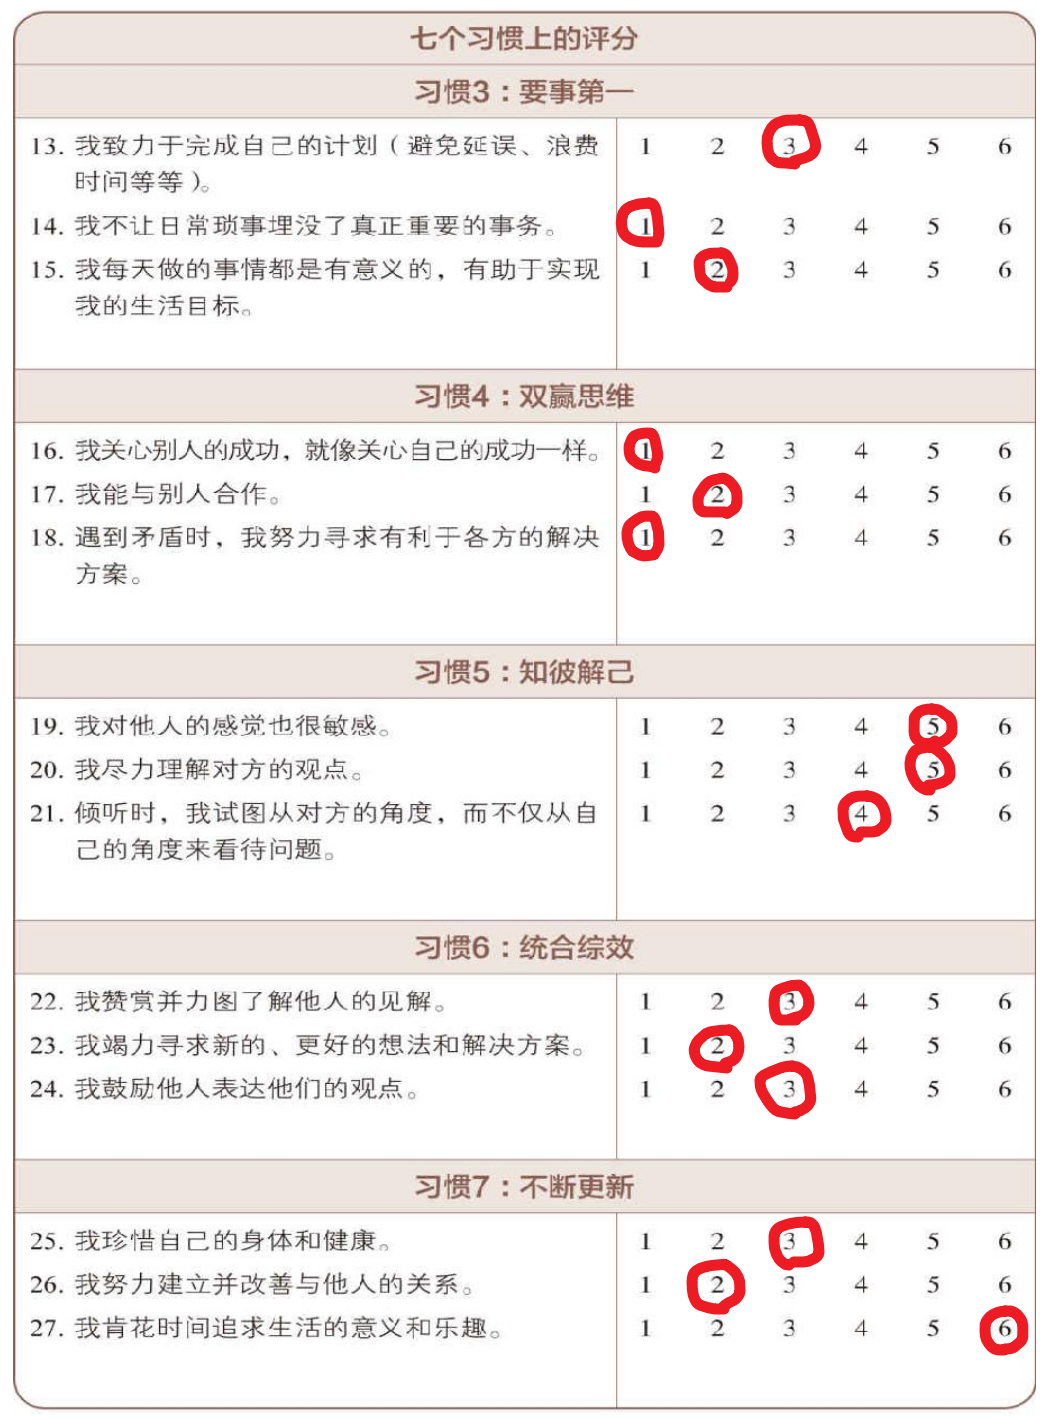 七个习惯上的评分
习惯3：要事第一
13. 我致力于完成自己的计划（避免延误、浪费 1 2 3 4 5 6
时间等等）。
14. 我不让日常琐事埋没了真正重要的事务。 1 2 3 4 5 6
15. 我每天做的事情都是有意义的，有助于实现 1 2 3 4 5 6
我的生活目标。
习惯4：双赢思维
16. 我关心别人的成功，就像关心自己的成功一样。 1 2 3 4 5 6
17. 我能与别人合作。 1 2 3 4 5 6
18. 遇到矛盾时，我努力寻求有利于各方的解决 1 2 3 4 5 6
方案。
习惯5：知彼解己
19. 我对他人的感觉也很敏感。 1 2 3 4 5 6
20. 我尽力理解对方的观点。 1 2 3 4 5 6
21. 倾听时，我试图从对方的角度，而不仅从自 1 2 3 4 5 6
己的角度来看待问题。
习惯6：统合综效
22. 我赞赏并力图了解他人的见解。 1 2 3 4 5 6
23. 我竭力寻求新的、更好的想法和解决方案。 1 2 3 4 5 6
24. 我鼓励他人表达他们的观点。 1 2 3 4 5 6
习惯7：不断更新
25. 我珍惜自己的身体和健康。 1 2 3 4 5 6
26. 我努力建立并改善与他人的关系。 1 2 3 4 5 6
27. 我肯花时间追求生活的意义和乐趣。 1 2 3 4 5 6